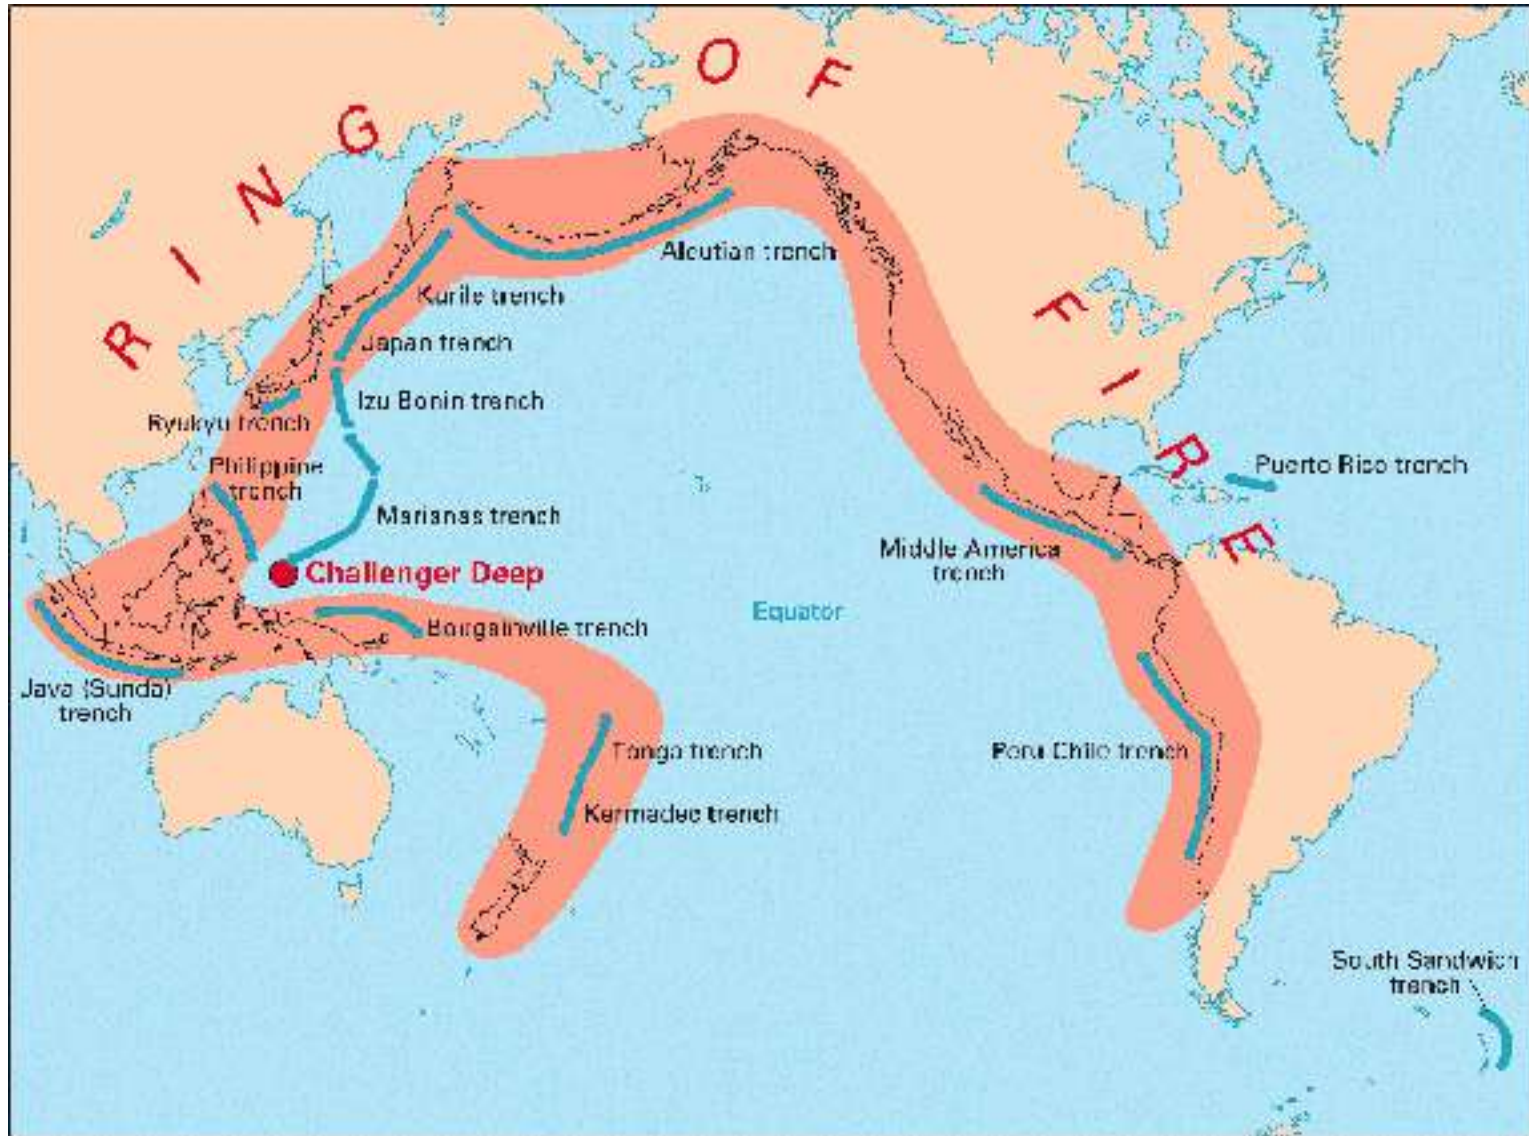 RING OF FIRE
Aleutian trench
Kurile trench
Japan trench
Izu Bonin trench
Ryukyu trench
Philippine
trench
Marianas trench
Challenger Deep
Bougainville trench
Java (Sunda)
trench
Tonga trench
Kermadec trench
Equator
Middle America
trench
Puerto Rico trench
Peru Chile trench
South Sandwich
trench